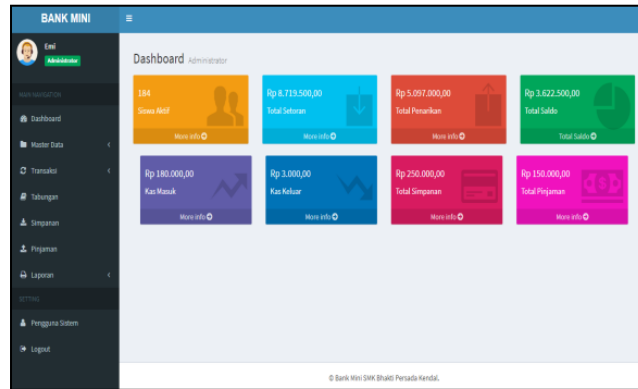 BANK MINI
Emi
Administrator
MAIN NAVIGATION
Dashboard
Master Data
Transaksi
Tabungan
Simpanan
Pinjaman
Laporan
SETTING
Pengguna Sistem
Logout
Dashboard Administrator
184
Siswa Aktif
More info
Rp 8.719.500,00
Total Setoran
More info
Rp 5.097.000,00
Total Penarikan
More info
Rp 3.622.500,00
Total Saldo
Total Saldo
Rp 180.000,00
Kas Masuk
More info
Rp 3.000,00
Kas Keluar
More info
Rp 250.000,00
Total Simpanan
More info
Rp 150.000,00
Total Pinjaman
More info
© Bank Mini SMK Bhakti Persada Kendal.